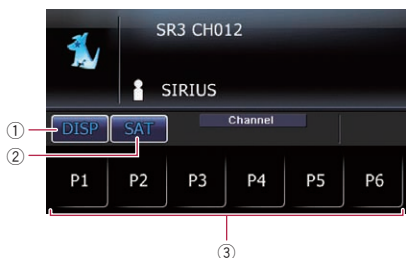 SR3 CH012
SIRIUS
① DISP SAT Channel
②
P1 P2 P3 P4 P5 P6
③